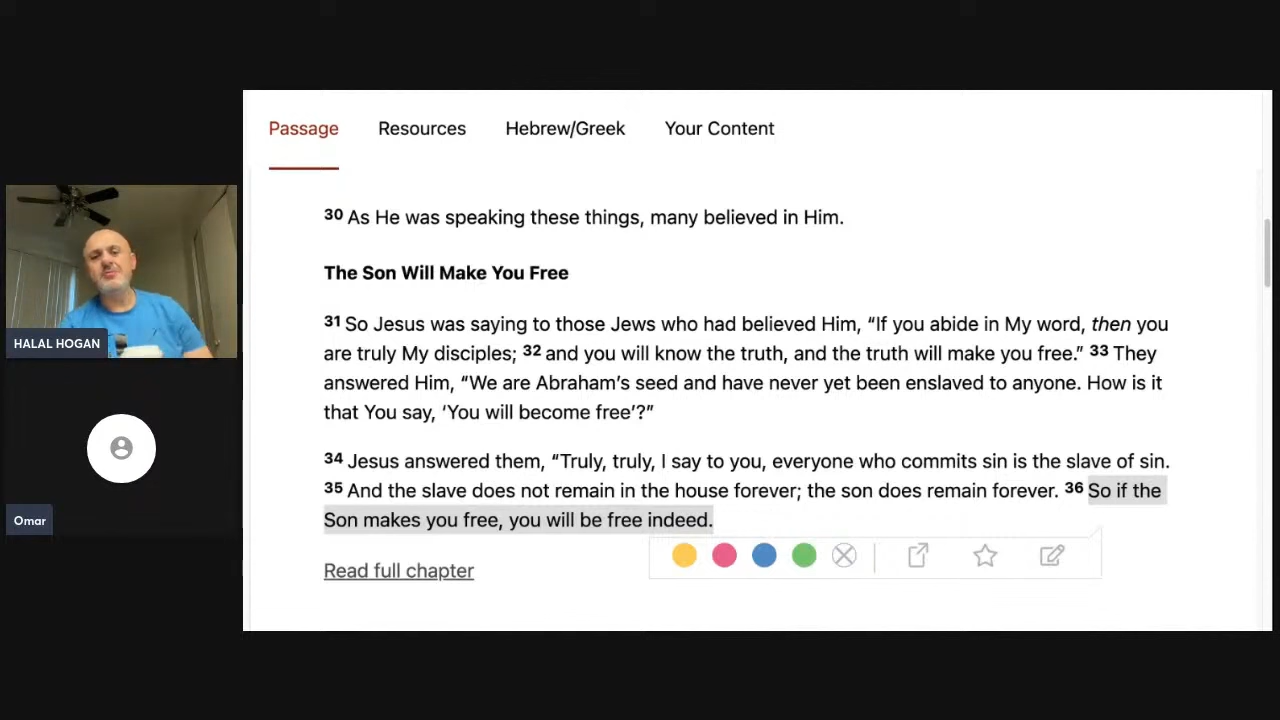 Passage Resources Hebrew/Greek Your Content
30 As He was speaking these things, many believed in Him.
The Son Will Make You Free
31 So Jesus was saying to those Jews who had believed Him, “If you abide in My word, then you
are truly My disciples; 32 and you will know the truth, and the truth will make you free.” 33 They
answered Him, “We are Abraham’s seed and have never yet been enslaved to anyone. How is it
that You say, ‘You will become free’?”
34 Jesus answered them, “Truly, truly, I say to you, everyone who commits sin is the slave of sin.
35 And the slave does not remain in the house forever; the son does remain forever. 36 So if the
Son makes you free, you will be free indeed.
Read full chapter
HALAL HOGAN
Omar